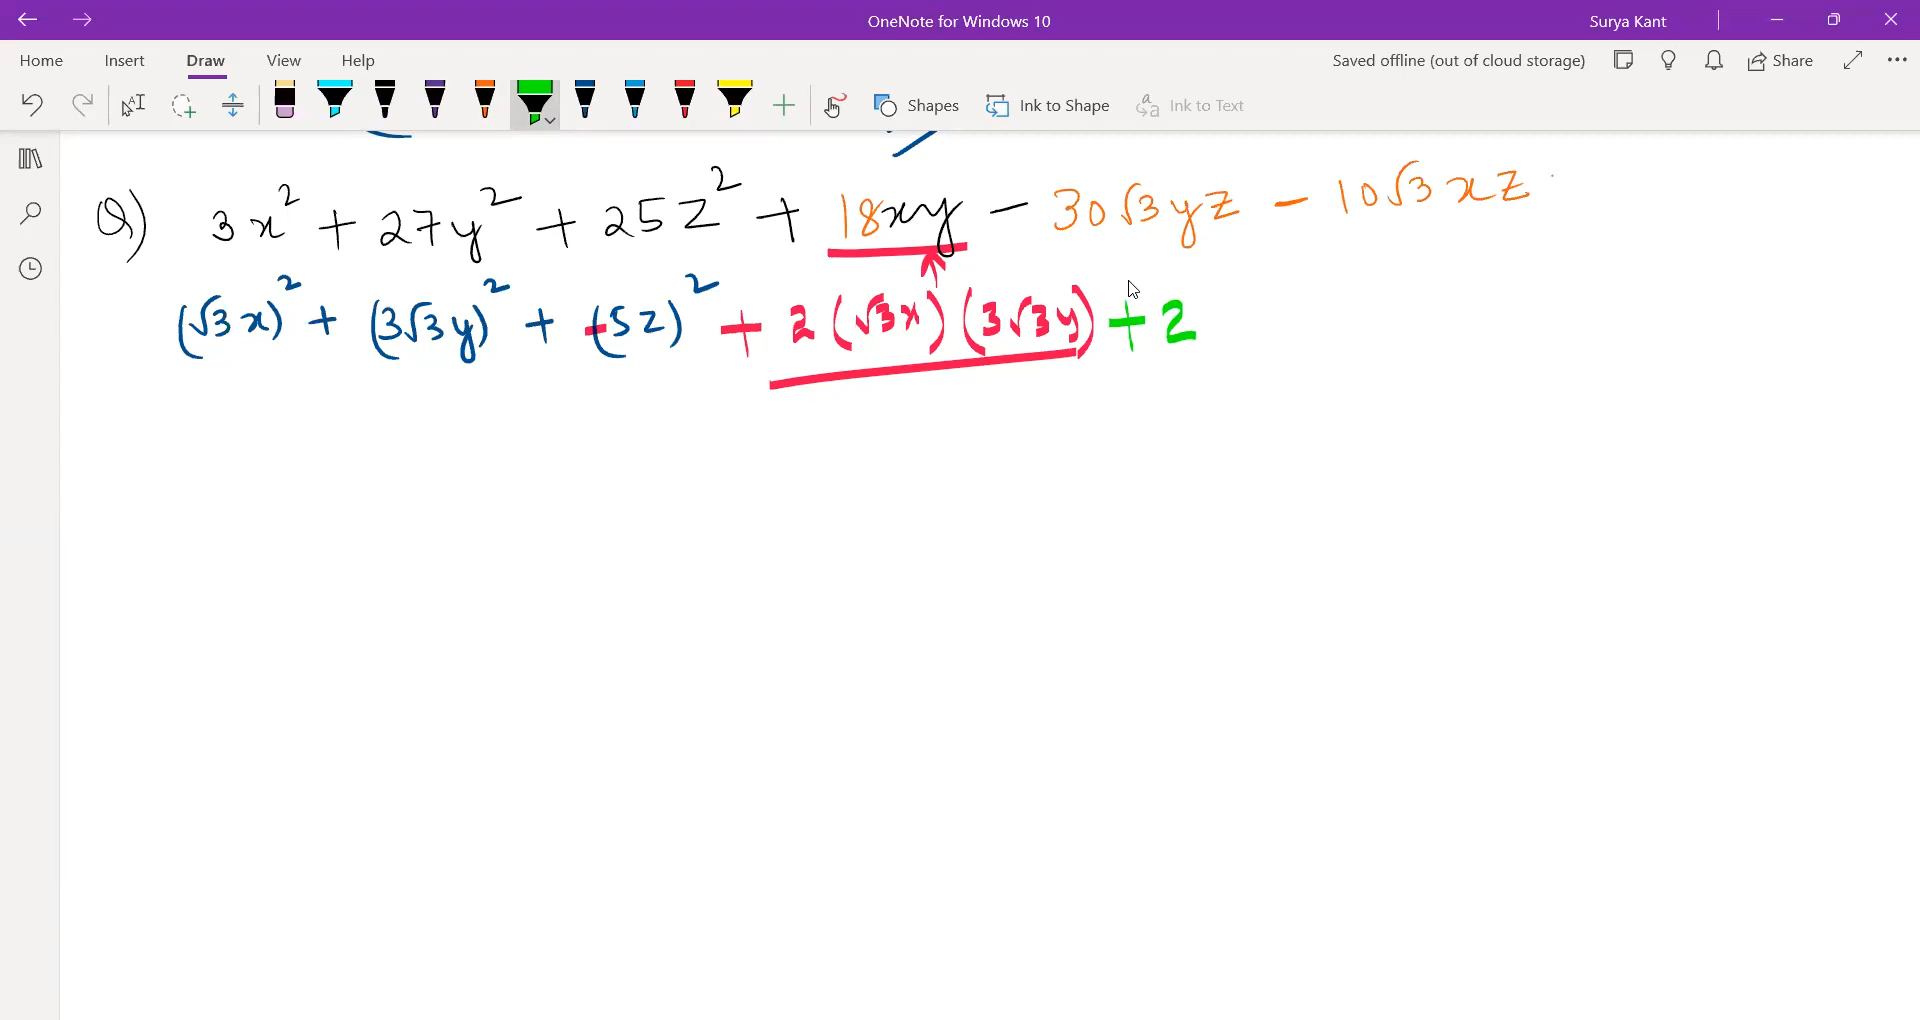 OneNote for Windows 10
Surya Kant
Home Insert Draw View Help
Saved offline (out of cloud storage)
Share
Shapes
Ink to Shape
Ink to Text
Q) 3x² + 27y² + 25z² + 18xy - 30√3yz - 10√3xz
(√3x)² + (3√3y)² + (-5z)² + 2(√3x)(3√3y) + 2